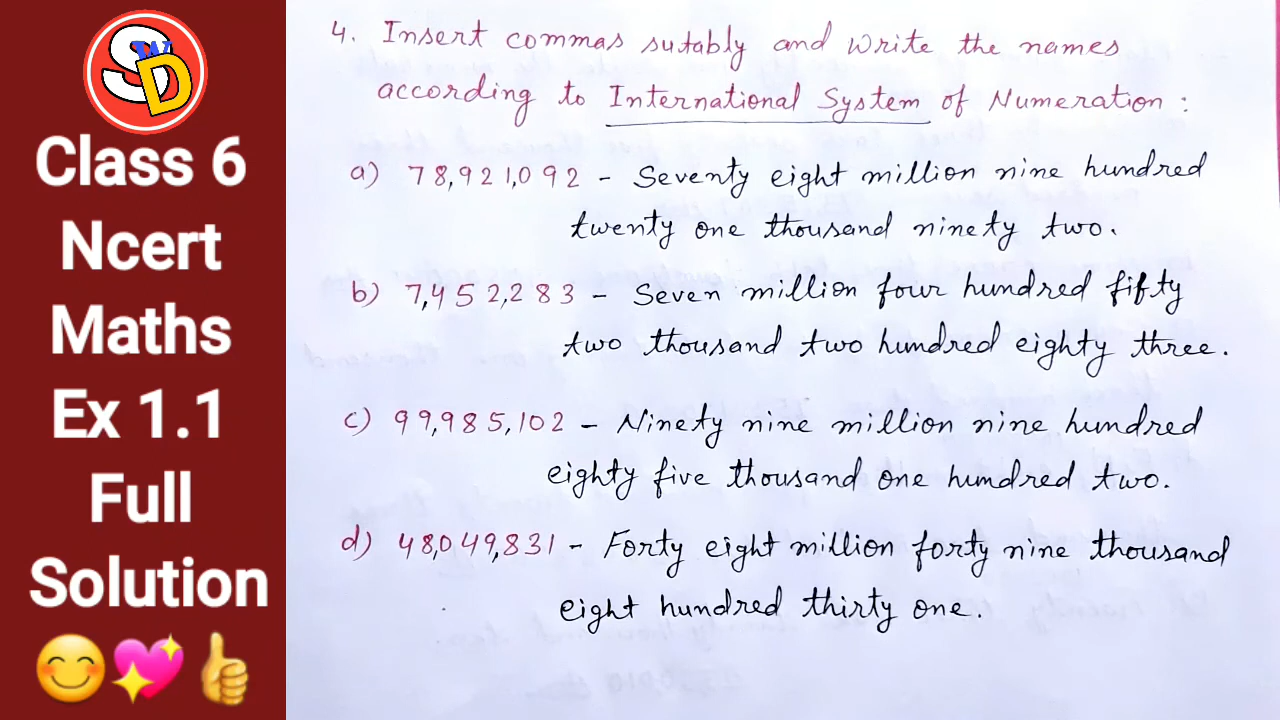 SWD
Class 6
Ncert
Maths
Ex 1.1
Full
Solution
4. Insert commas sutably and write the names
according to International System of Numeration :
a) 78,921,092 - Seventy eight million nine hundred
twenty one thousand ninety two.
b) 7,452,283 - Seven million four hundred fifty
two thousand two hundred eighty three.
c) 99,985,102 - Ninety nine million nine hundred
eighty five thousand one hundred two.
d) 48,049,831 - Forty eight million forty nine thousand
eight hundred thirty one.